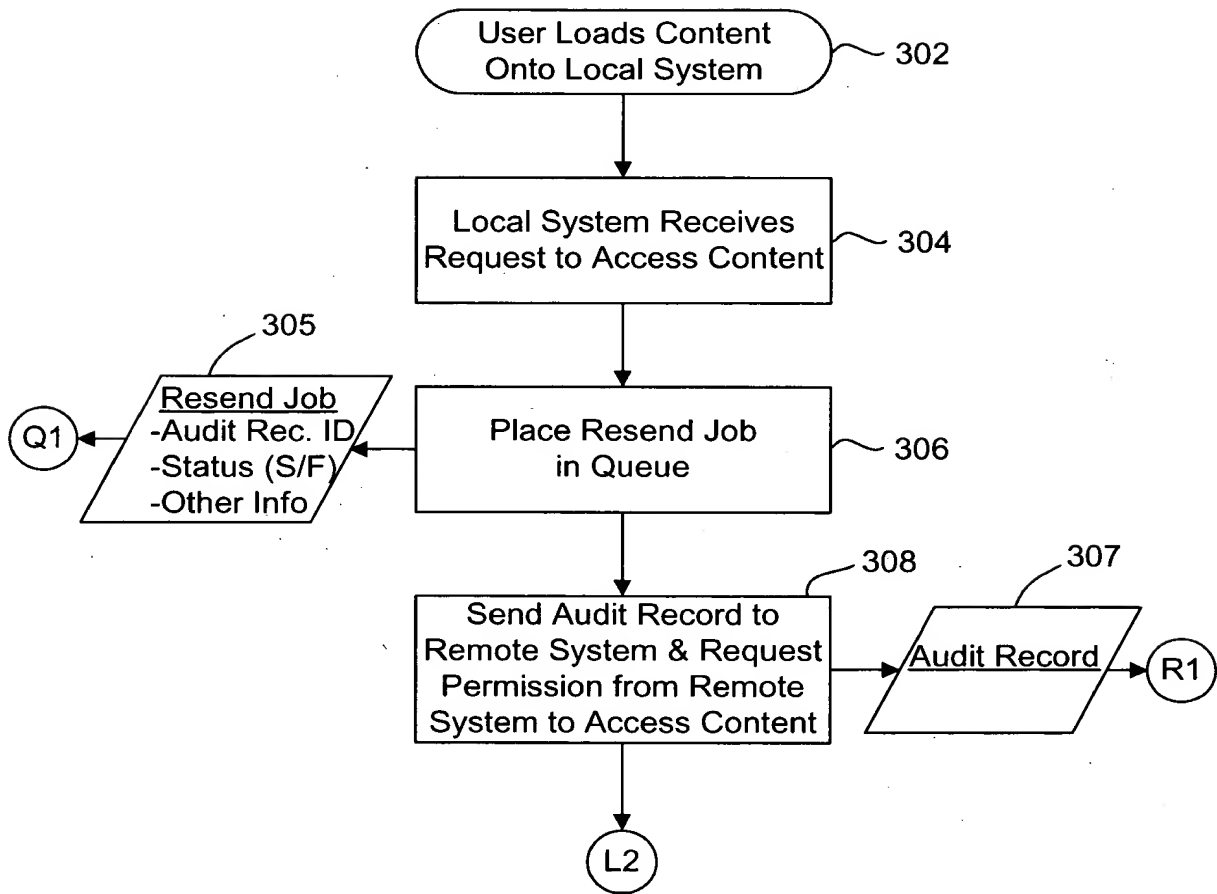 User Loads Content
Onto Local System
302
Local System Receives
Request to Access Content
304
305
Resend Job
-Audit Rec. ID
-Status (S/F)
-Other Info
Q1
Place Resend Job
in Queue
306
308
307
Send Audit Record to
Remote System & Request
Permission from Remote
System to Access Content
Audit Record
R1
L2